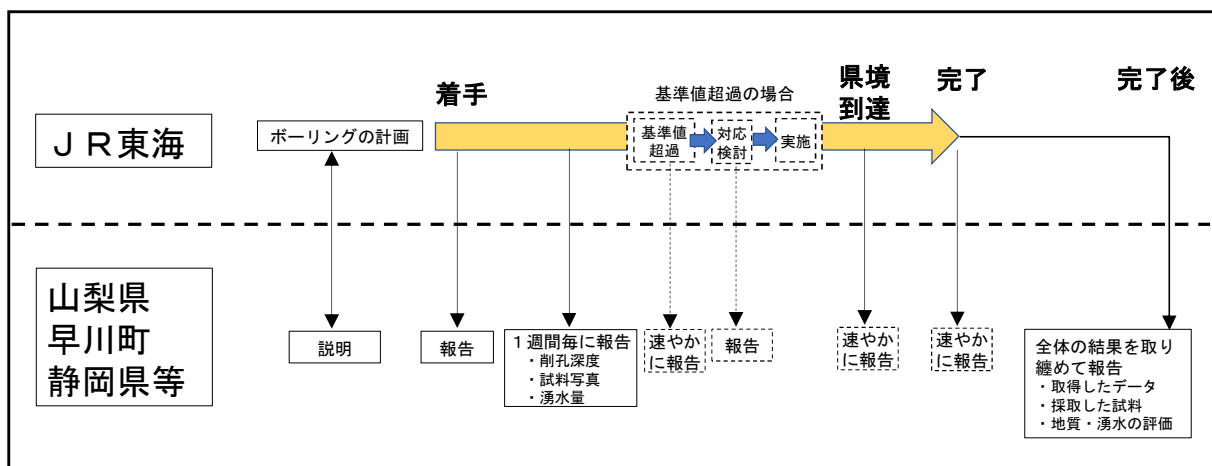 基準値超過の場合
着手
県境
到達
完了
完了後
ＪＲ東海
ボーリングの計画
基準値
超過
対応
検討
実施
山梨県
早川町
静岡県等
説明
報告
１週間毎に報告
・削孔深度
・試料写真
・湧水量
速やか
に報告
報告
速やか
に報告
速やか
に報告
全体の結果を取り
纏めて報告
・取得したデータ
・採取した試料
・地質・湧水の評価